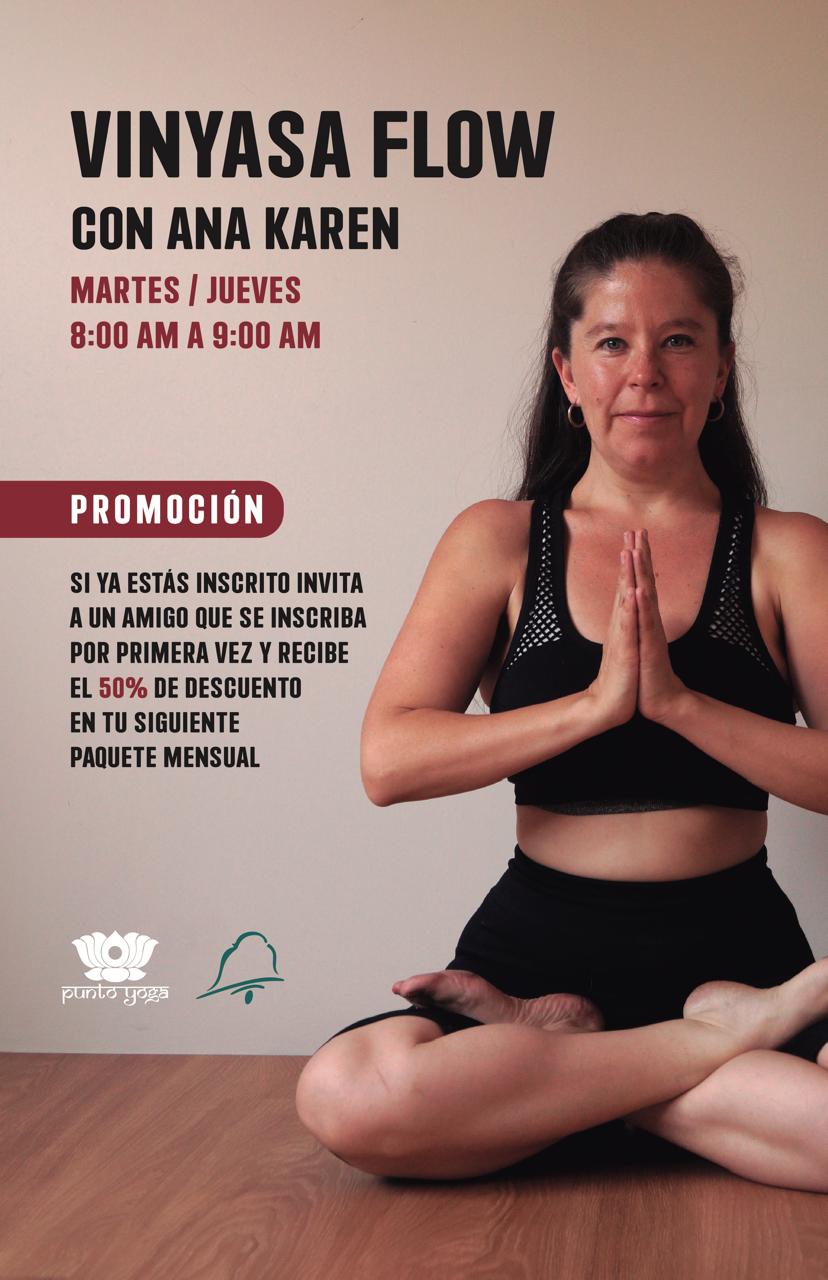 VINYASA FLOW
CON ANA KAREN
MARTES / JUEVES
8:00 AM A 9:00 AM
PROMOCIÓN
SI YA ESTÁS INSCRITO INVITA
A UN AMIGO QUE SE INSCRIBA
POR PRIMERA VEZ Y RECIBE
EL 50% DE DESCUENTO
EN TU SIGUIENTE
PAQUETE MENSUAL
punto yoga